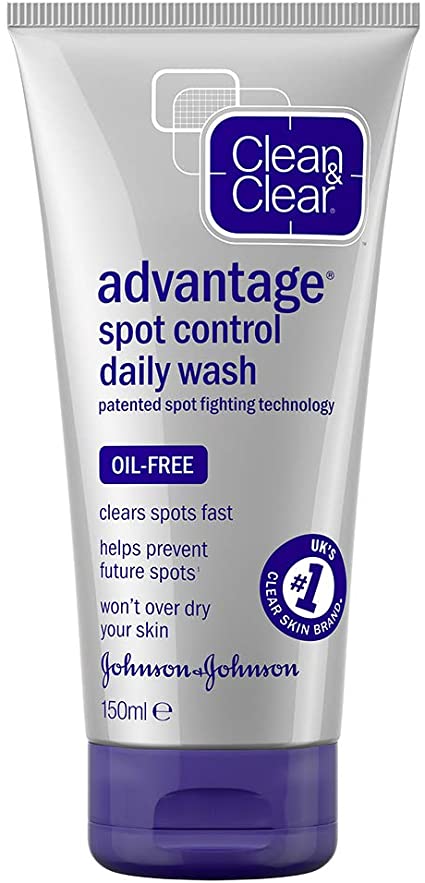 Clean
&
Clear®
™
advantage®
spot control
daily wash
patented spot fighting technology
OIL-FREE
clears spots fast
helps prevent
future spots¹
won't over dry
your skin
UK'S
#1
CLEAR SKIN BRAND.
Johnson+Johnson
150ml ℮